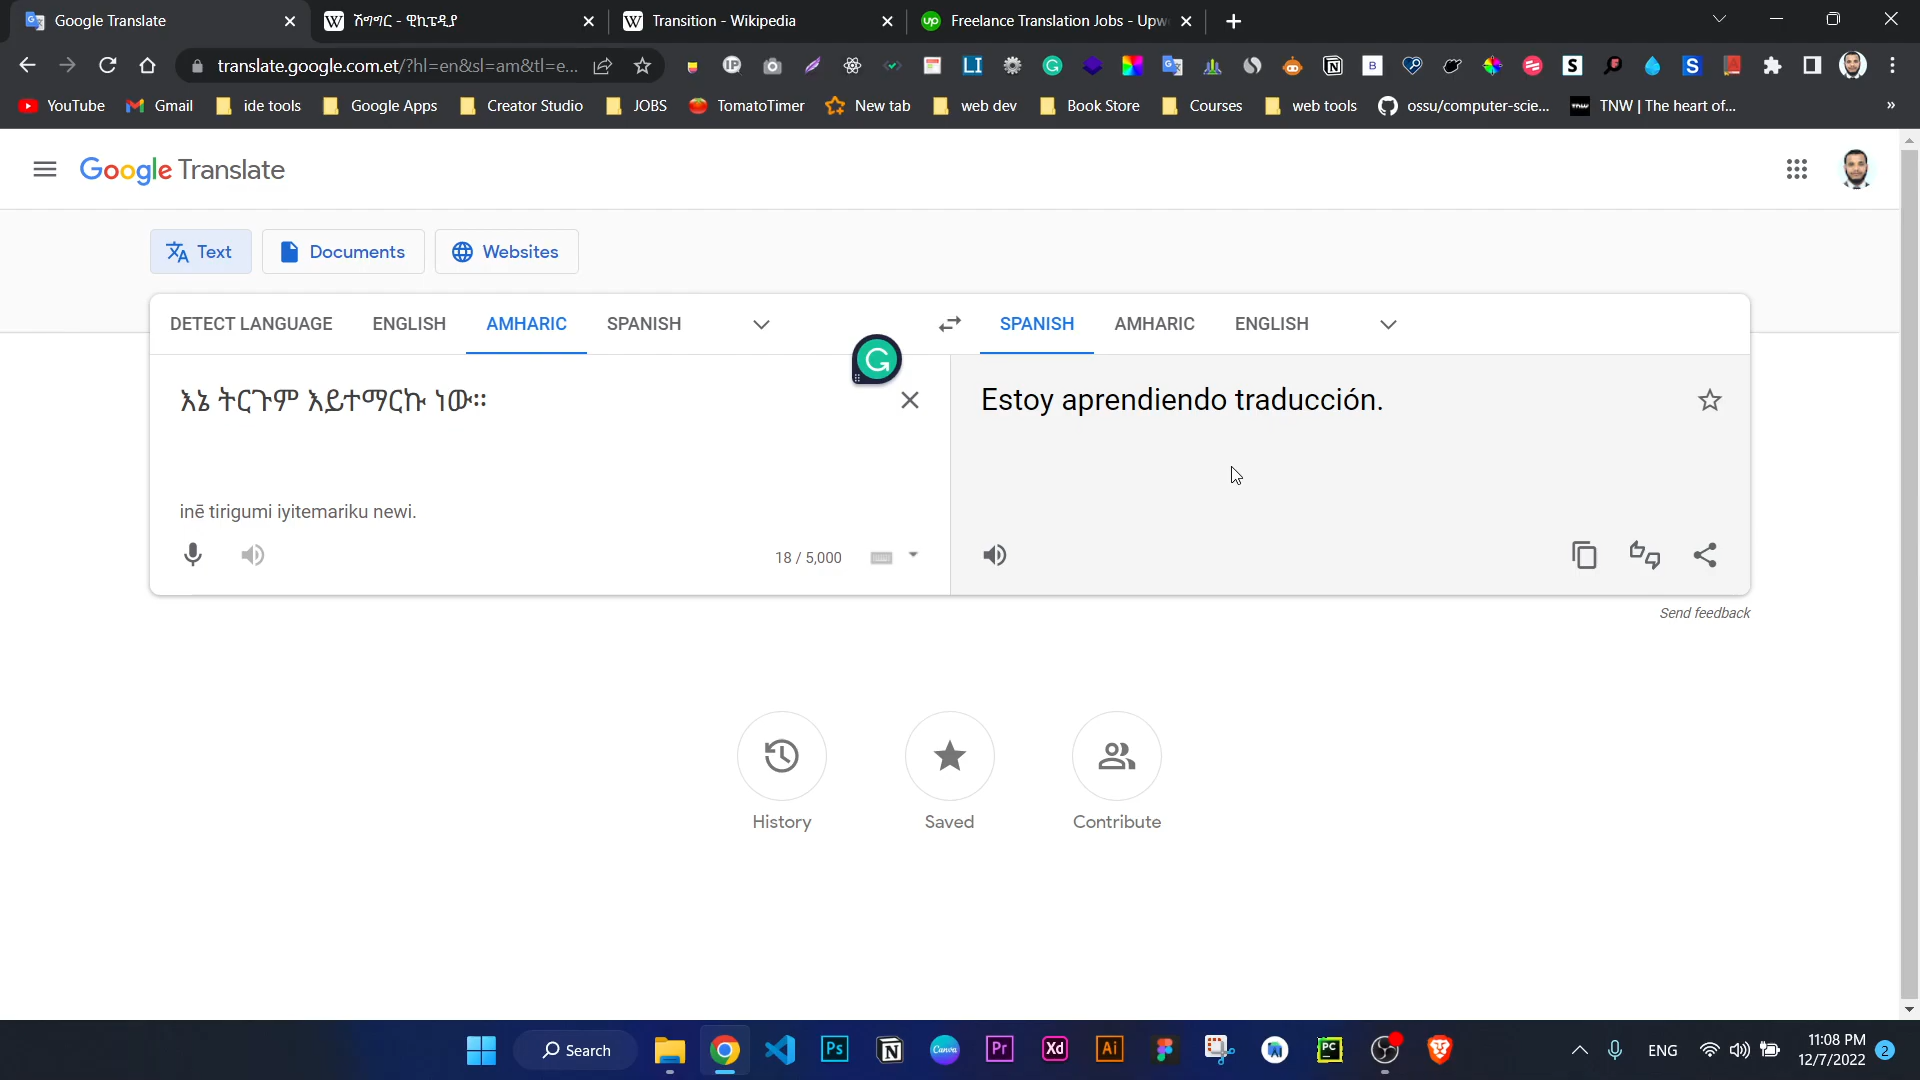 Google Translate
ሽግግር - ዊኪፔዲያ
Transition - Wikipedia
Freelance Translation Jobs - Upw
translate.google.com.et/?hl=en&sl=am&tl=e...
YouTube
Gmail
ide tools
Google Apps
Creator Studio
JOBS
TomatoTimer
New tab
web dev
Book Store
Courses
web tools
ossu/computer-scie...
TNW | The heart of...
Google Translate
Text
Documents
Websites
DETECT LANGUAGE
ENGLISH
AMHARIC
SPANISH
SPANISH
AMHARIC
ENGLISH
እኔ ትርጉም እይተማርኩ ነው።
Estoy aprendiendo traducción.
inē tirigumi iyitemariku newi.
18 / 5,000
Send feedback
History
Saved
Contribute
Search
ENG
11:08 PM
12/7/2022
2